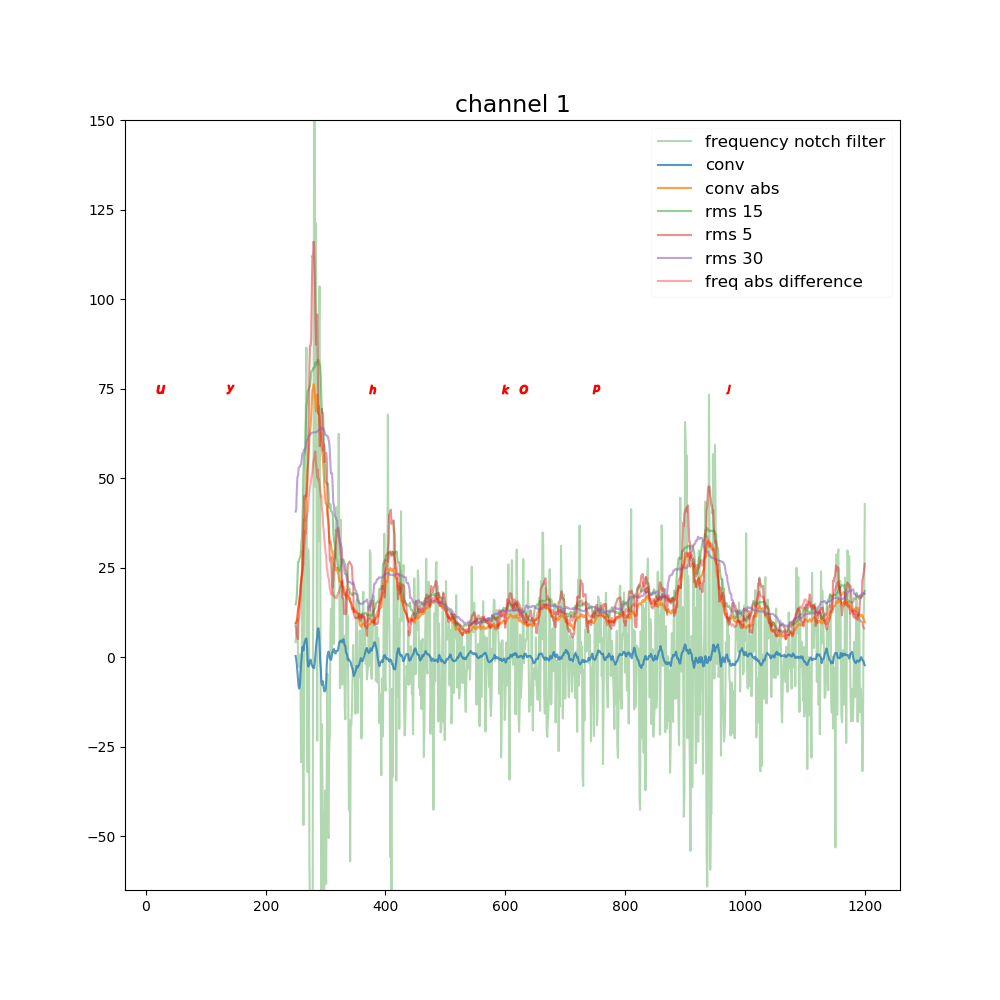 channel 1
150
125
100
75
50
25
0
−25
−50
frequency notch filter
conv
conv abs
rms 15
rms 5
rms 30
freq abs difference
u y h k o p j
0 200 400 600 800 1000 1200